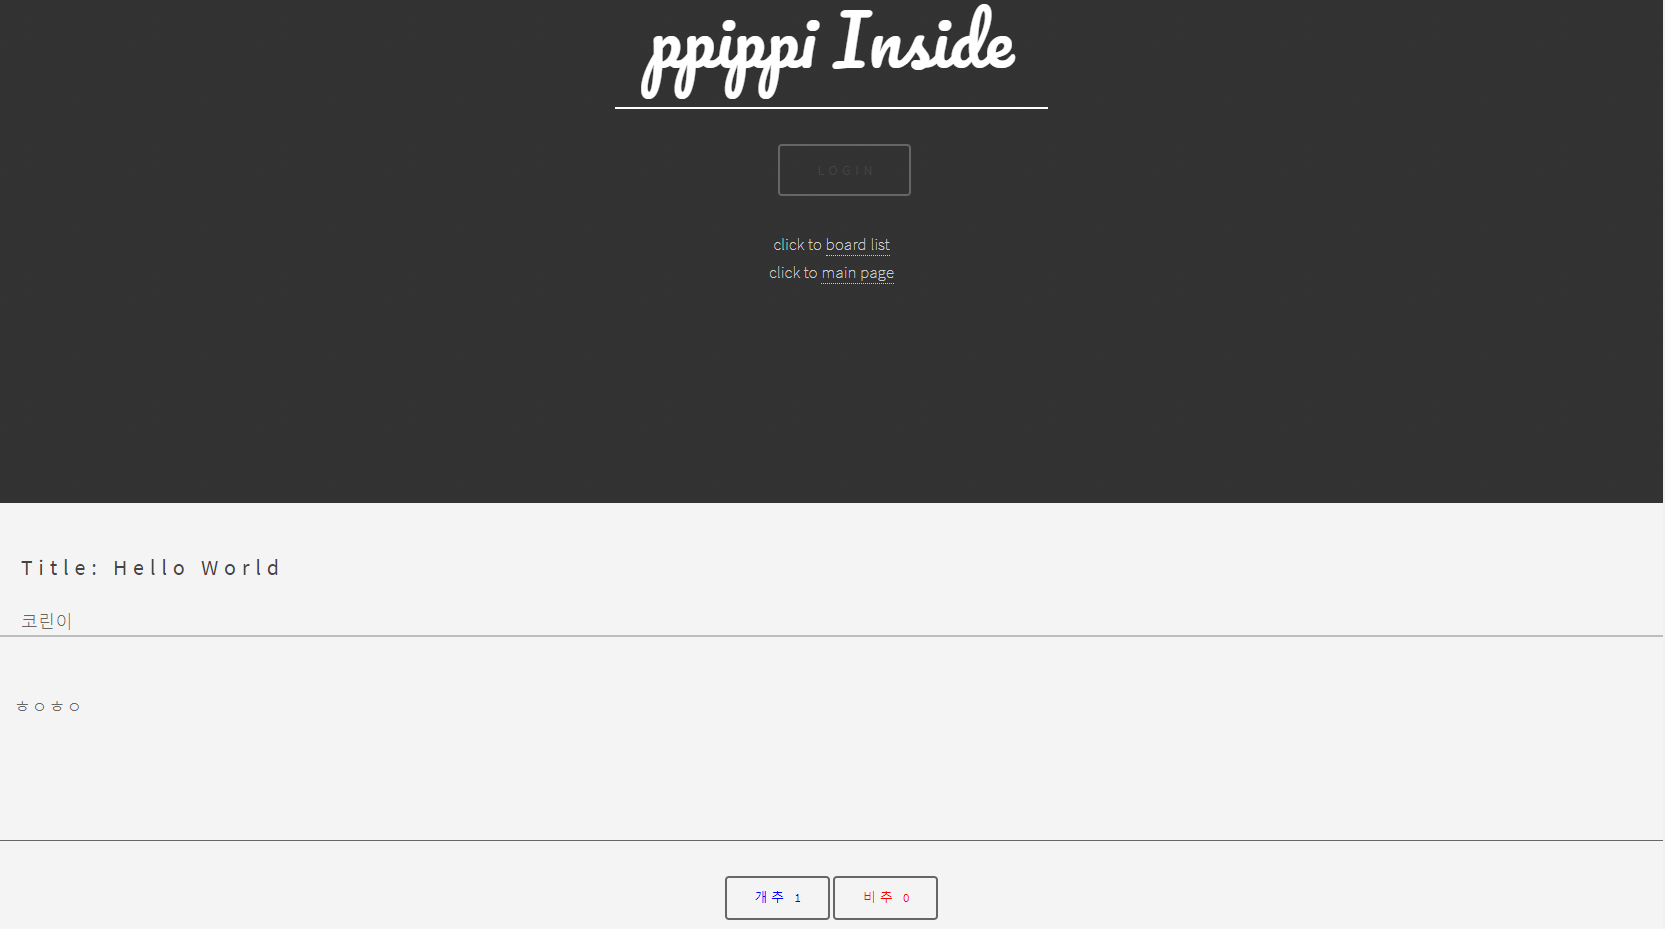 ppippi Inside
LOGIN
click to board list
click to main page
Title: Hello World
코린이
ㅎㅇㅎㅇ
개추 1 비추 0